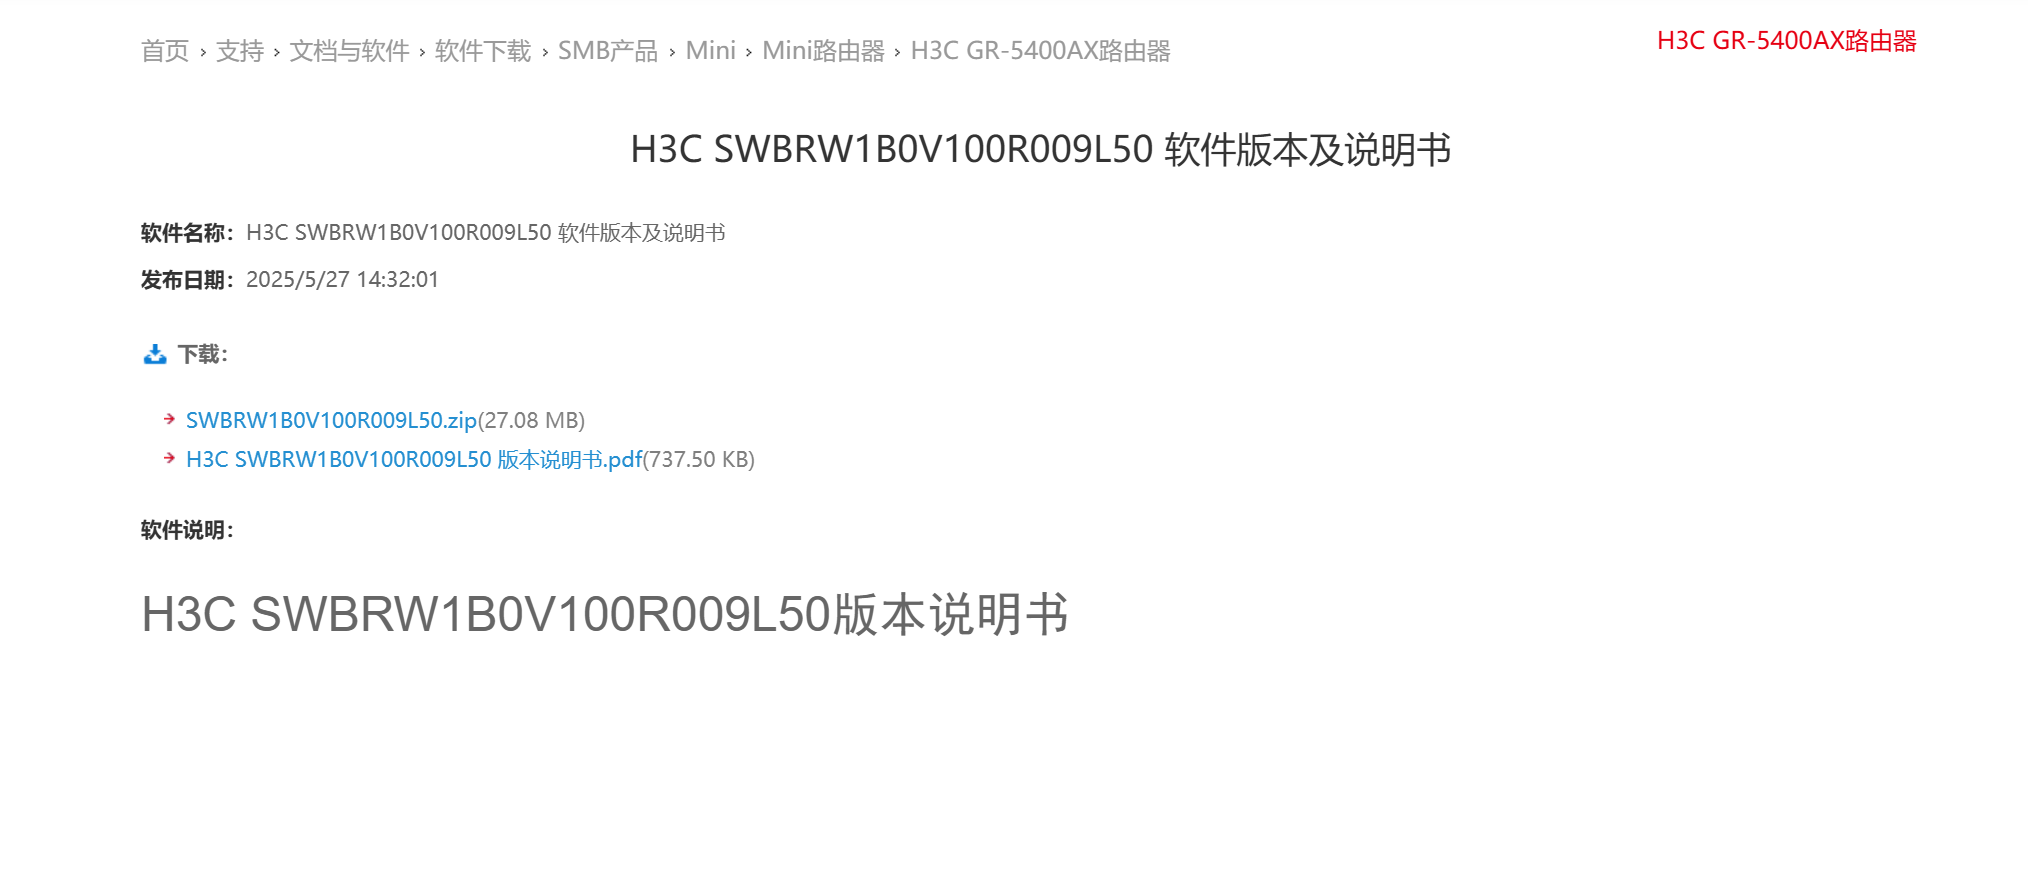 首页 › 支持 › 文档与软件 › 软件下载 › SMB产品 › Mini › Mini路由器 › H3C GR-5400AX路由器
H3C GR-5400AX路由器
H3C SWBRW1B0V100R009L50 软件版本及说明书
软件名称：H3C SWBRW1B0V100R009L50 软件版本及说明书
发布日期：2025/5/27 14:32:01
下载：
SWBRW1B0V100R009L50.zip(27.08 MB)
H3C SWBRW1B0V100R009L50 版本说明书.pdf(737.50 KB)
软件说明：
H3C SWBRW1B0V100R009L50版本说明书